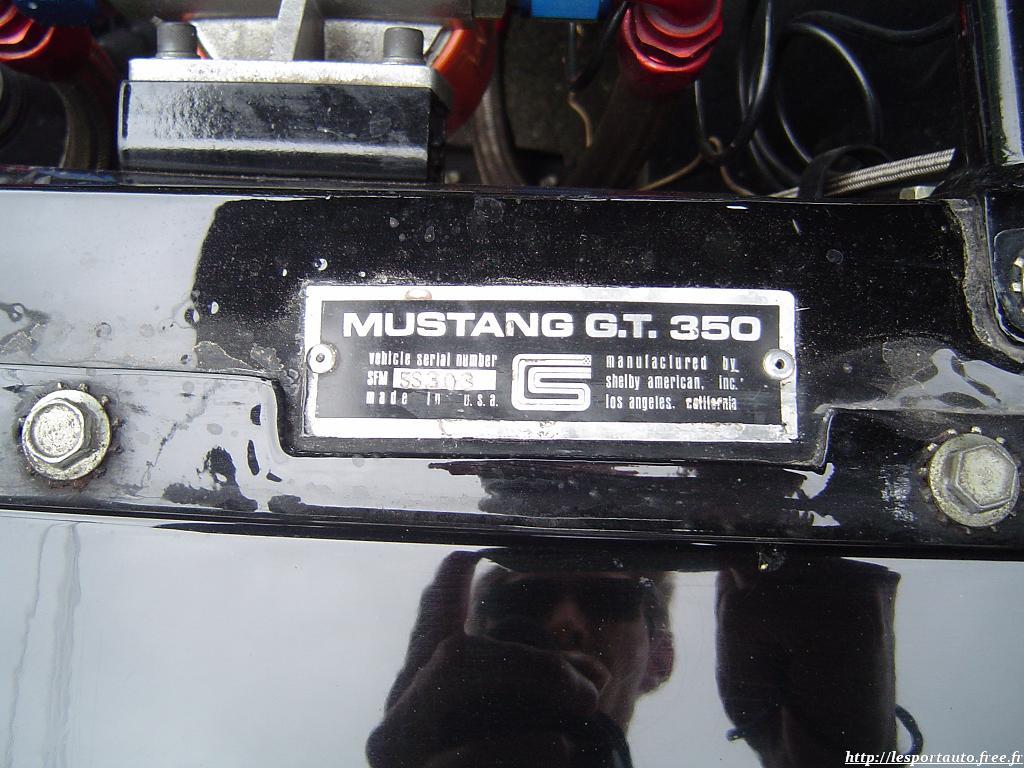 MUSTANG G.T. 350
vehicle serial number
SFM 5S303
made in u.s.a.
CS
manufactured by
shelby american, inc.
los angeles, california
http://lesportauto.free.fr